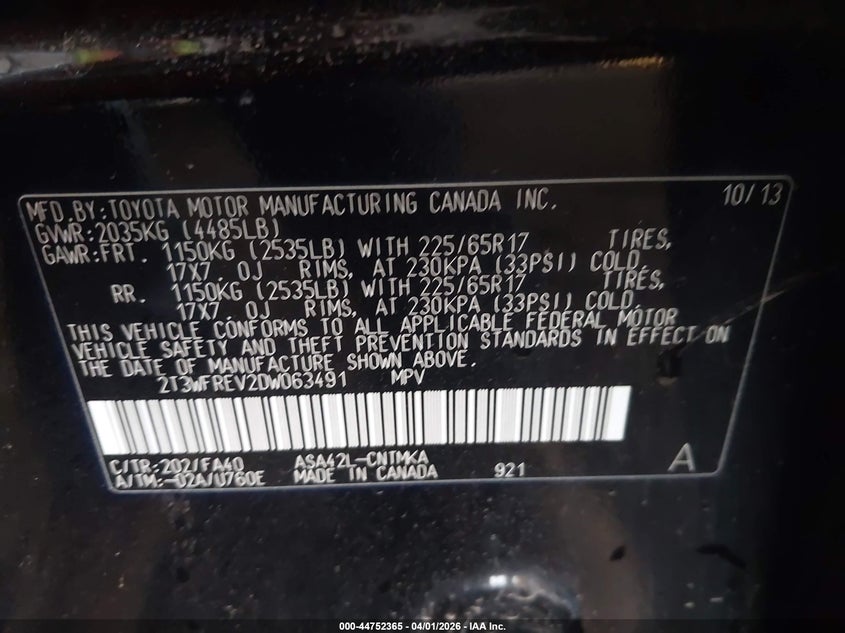 MFD.BY:TOYOTA MOTOR MANUFACTURING CANADA INC. 10/13
GVWR:2035KG (4485LB)
GAWR:FRT. 1150KG (2535LB) WITH 225/65R17 TIRES,
17X7.0J RIMS, AT 230KPA (33PSI) COLD
RR. 1150KG (2535LB) WITH 225/65R17 TIRES,
17X7.0J RIMS, AT 230KPA (33PSI) COLD.
THIS VEHICLE CONFORMS TO ALL APPLICABLE FEDERAL MOTOR
VEHICLE SAFETY AND THEFT PREVENTION STANDARDS IN EFFECT ON
THE DATE OF MANUFACTURE SHOWN ABOVE.
2T3WFREV2DW063491 MPV
C/TR:202/FA40 ASA42L-CNTMKA
A/TM:-02A/U760E MADE IN CANADA 921 A
000-44752365 - 04/01/2026 - IAA Inc.